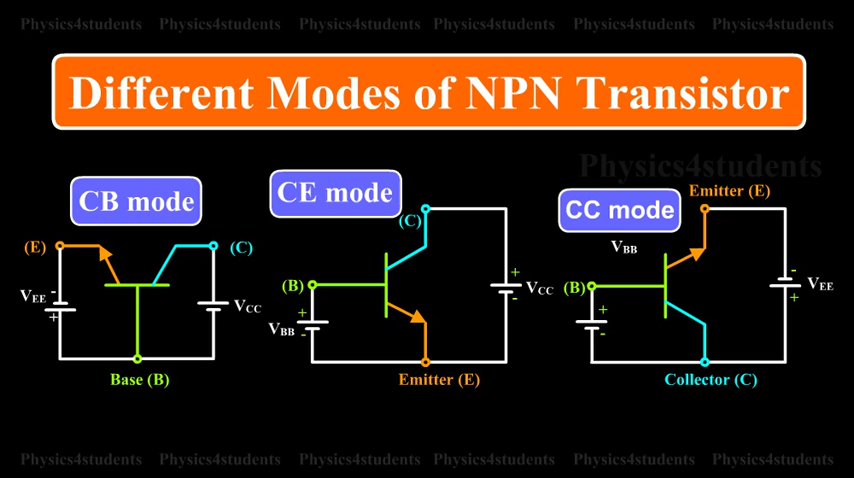 Physics4students Physics4students Physics4students Physics4students Physics4students Physics4students
Different Modes of NPN Transistor
Physics4students
CB mode
(E)
(C)
VEE
-
+
VCC
Base (B)
CE mode
(C)
(B)
+
VBB
-
+
VCC
-
Emitter (E)
CC mode
Emitter (E)
VBB
(B)
+
-
-
VEE
+
Collector (C)
Physics4students Physics4students Physics4students Physics4students Physics4students Physics4students